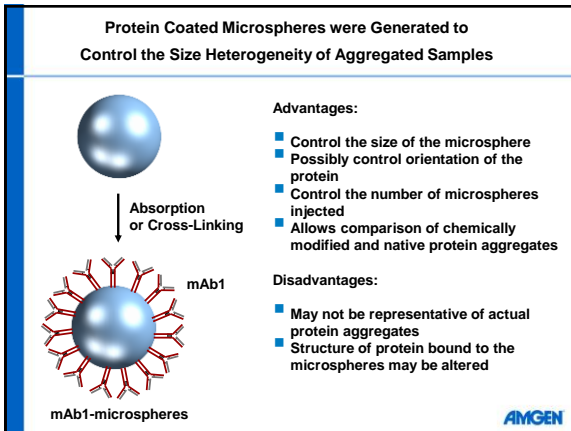 Protein Coated Microspheres were Generated to
Control the Size Heterogeneity of Aggregated Samples
Absorption
or Cross-Linking
mAb1
mAb1-microspheres
Advantages:
Control the size of the microsphere
Possibly control orientation of the
protein
Control the number of microspheres
injected
Allows comparison of chemically
modified and native protein aggregates
Disadvantages:
May not be representative of actual
protein aggregates
Structure of protein bound to the
microspheres may be altered
AMGEN